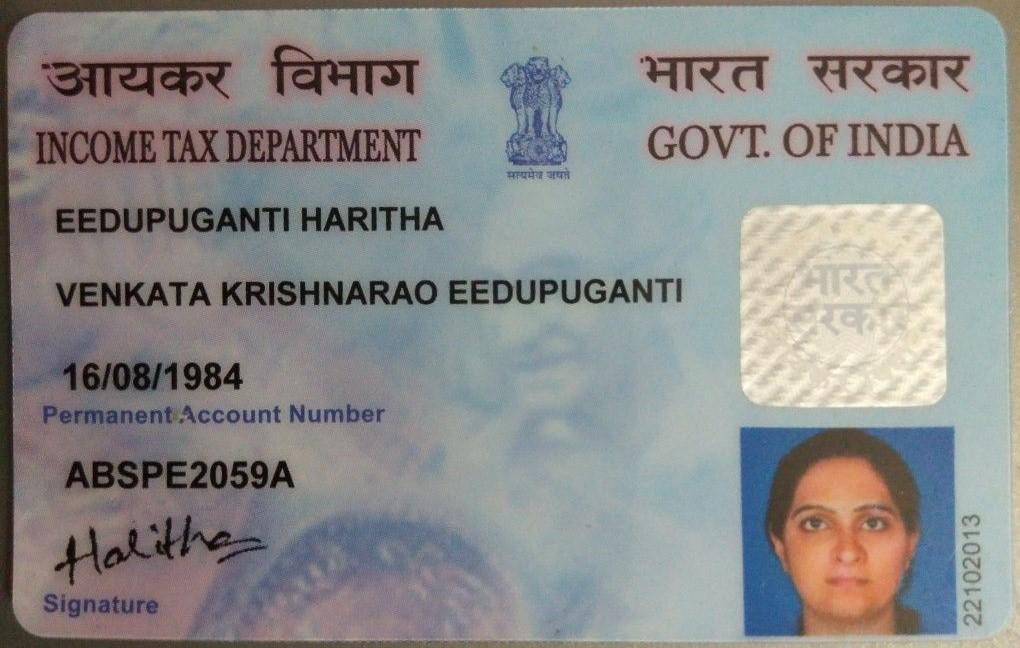 आयकर विभाग
भारत सरकार
INCOME TAX DEPARTMENT
GOVT. OF INDIA
सत्यमेव जयते
EEDUPUGANTI HARITHA
VENKATA KRISHNARAO EEDUPUGANTI
भारत
सरकार
16/08/1984
Permanent Account Number
ABSPE2059A
Haritha
Signature
22102013